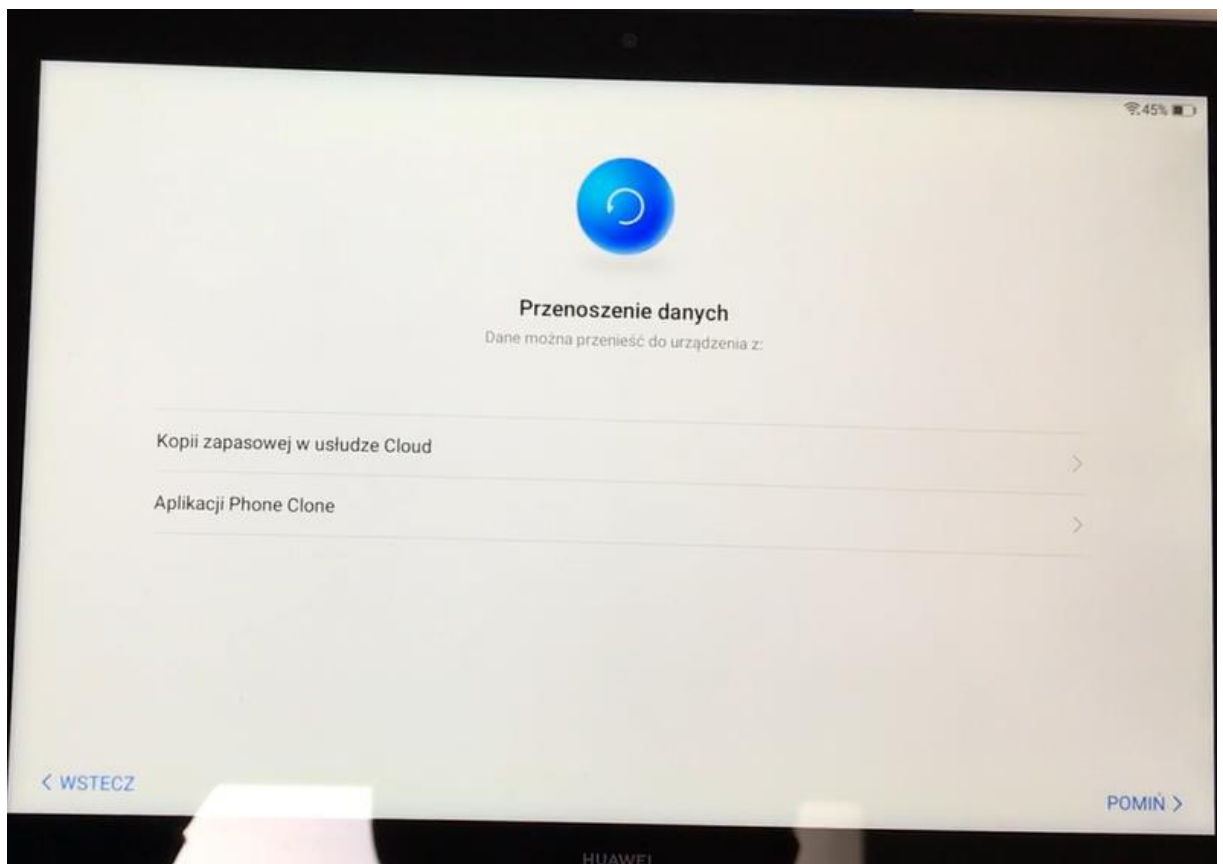 45%
Przenoszenie danych
Dane można przenieść do urządzenia z:
Kopii zapasowej w usłudze Cloud
Aplikacji Phone Clone
< WSTECZ
POMIŃ >
HUAWEI